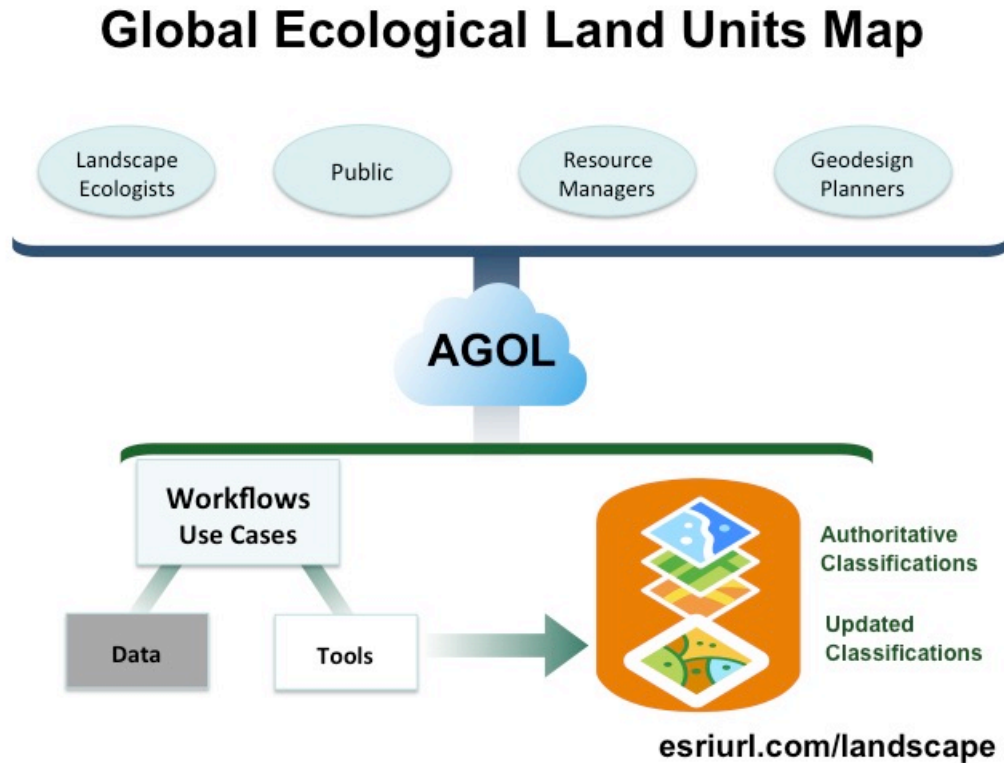 Global Ecological Land Units Map
Landscape
Ecologists
Public
Resource
Managers
Geodesign
Planners
AGOL
Workflows
Use Cases
Data
Tools
Authoritative
Classifications
Updated
Classifications
esriurl.com/landscape